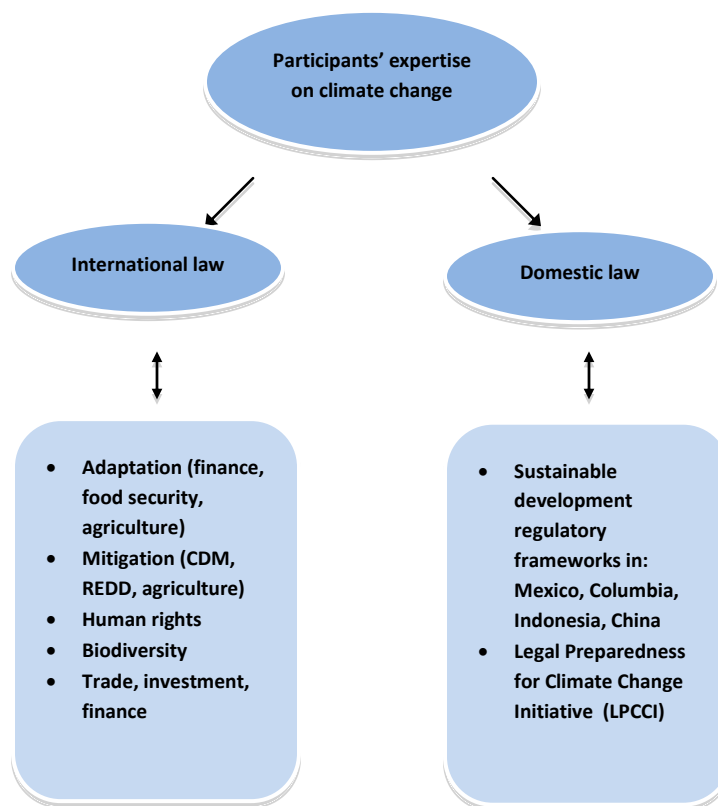 Participants' expertise
on climate change
International law
Domestic law
• Adaptation (finance,
food security,
agriculture)
• Mitigation (CDM,
REDD, agriculture)
• Human rights
• Biodiversity
• Trade, investment,
finance
• Sustainable
development
regulatory
frameworks in:
Mexico, Columbia,
Indonesia, China
• Legal Preparedness
for Climate Change
Initiative (LPCCI)